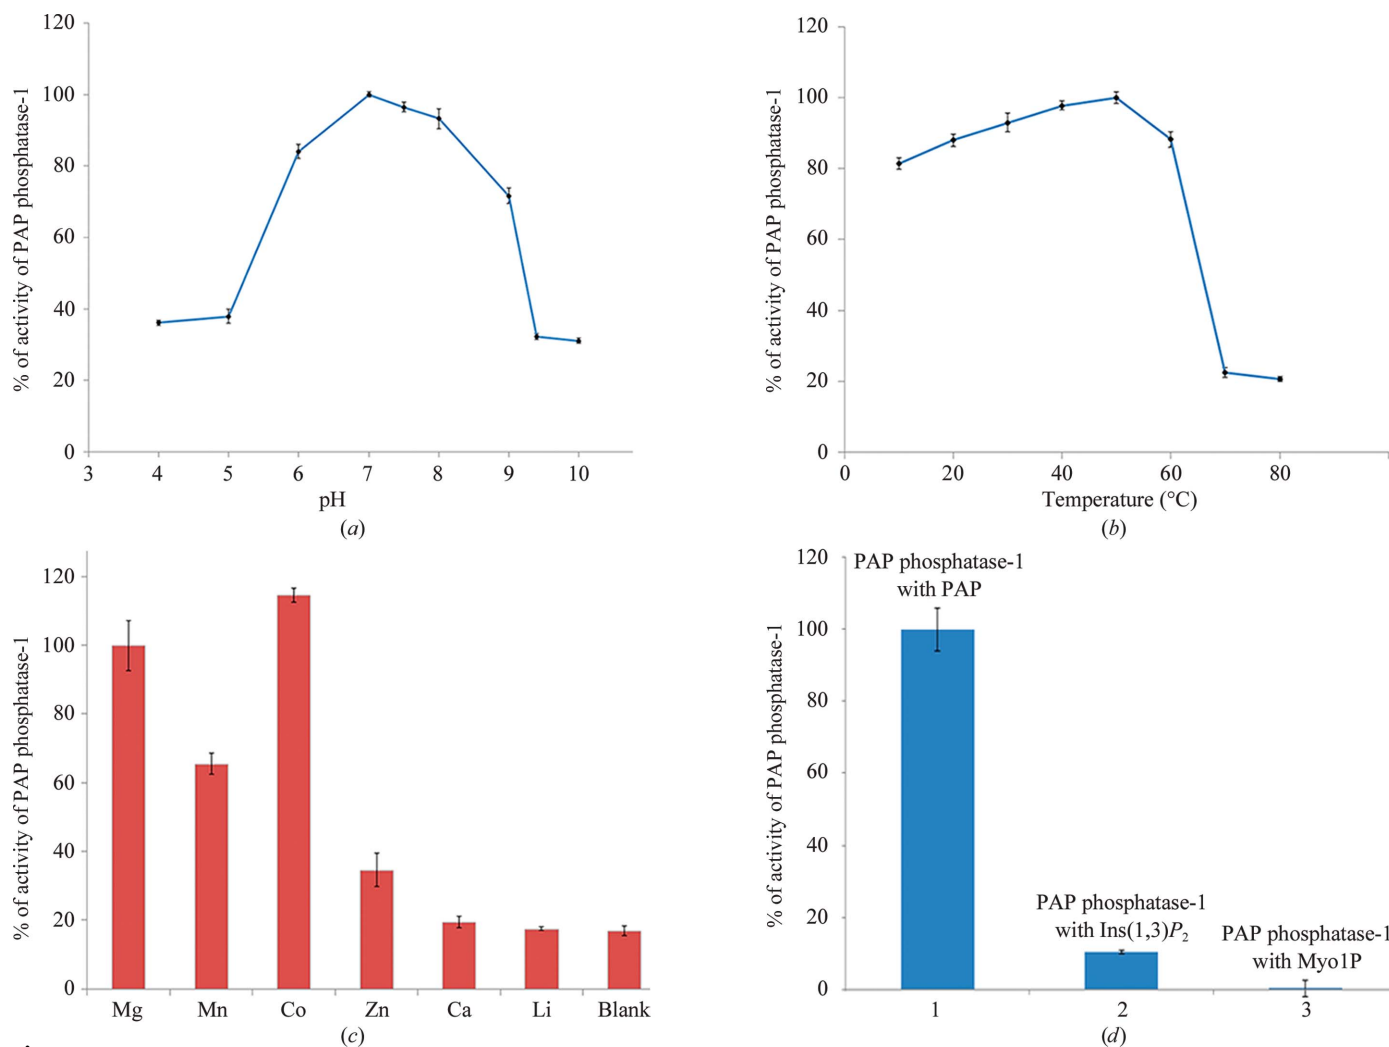 % of activity of PAP phosphatase-1
120
100
80
60
40
20
0
3 4 5 6 7 8 9 10
pH
(a)
% of activity of PAP phosphatase-1
120
100
80
60
40
20
0
0 20 40 60 80
Temperature (°C)
(b)
% of activity of PAP phosphatase-1
120
100
80
60
40
20
0
Mg Mn Co Zn Ca Li Blank
(c)
% of activity of PAP phosphatase-1
120
100
80
60
40
20
0
PAP phosphatase-1
with PAP
PAP phosphatase-1
with Ins(1,3)P₂
PAP phosphatase-1
with Myo1P
1 2 3
(d)